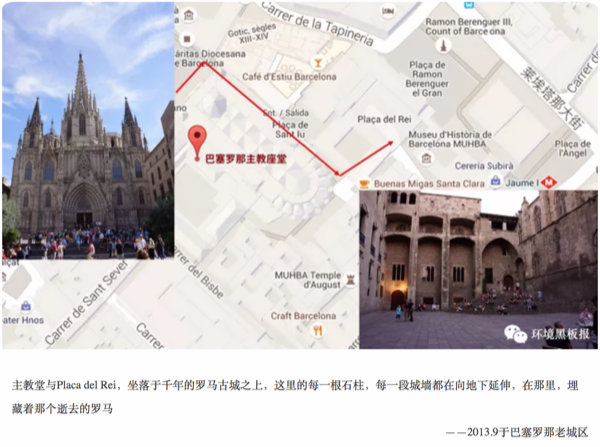 Carrer de la Tapineria
Gotic, sègles
XIII-XIV
Ramon Berenguer III,
Count of Barcelona
àritas Diocesana
e Barcelona
Café d'Estiu Barcelona
Plaça de
Ramon
Berenguer
el Gran
莱埃塔那大街
ano
Ent. / Salida
Plaça de
Sant Iu
Plaça del Rei
巴塞罗那主教座堂
Museu d'Història de
Barcelona MUHBA
Plaça de
l'Àngel
Cerería Subirà
Buenas Migas Santa Clara
Jaume I
Carrer del Bisbe
MUHBA Temple
d'August
Carrer de Sant Sever
ater Hnos
Carrer
Craft Barcelona
环境黑板报
主教堂与Placa del Rei，坐落于千年的罗马古城之上，这里的每一根石柱，每一段城墙都在向地下延伸，在那里，埋
藏着那个逝去的罗马
——2013.9于巴塞罗那老城区